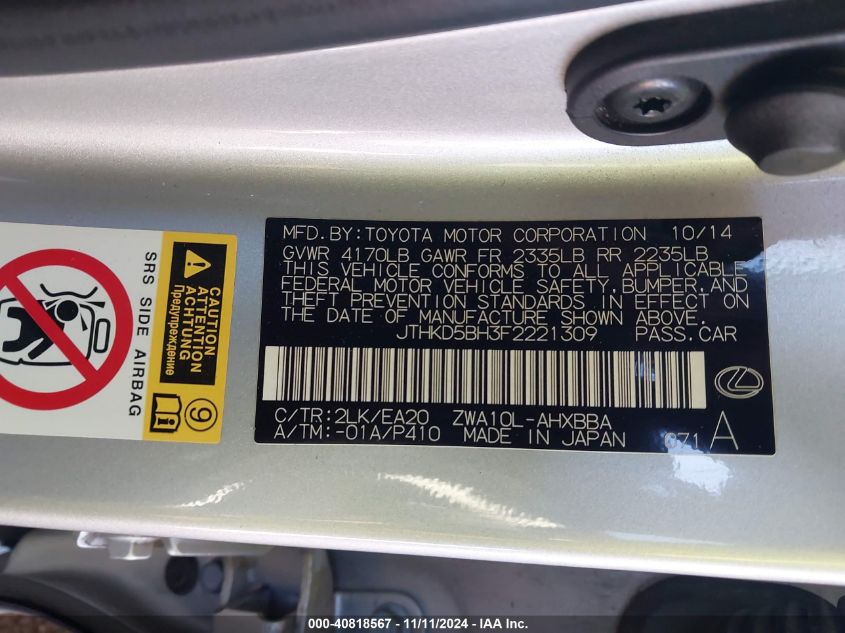 MFD. BY: TOYOTA MOTOR CORPORATION 10/14
GVWR 4170LB GAWR FR 2335LB RR 2235LB
THIS VEHICLE CONFORMS TO ALL APPLICABLE
FEDERAL MOTOR VEHICLE SAFETY, BUMPER, AND
THEFT PREVENTION STANDARDS IN EFFECT ON
THE DATE OF MANUFACTURE SHOWN ABOVE.
JTHKD5BH3F2221309 PASS. CAR
C/TR: 2LK/EA20 ZWA10L-AHXBBA
A/TM: -01A/P410 MADE IN JAPAN 071 A
CAUTION
ATTENTION
ACHTUNG
Предупреждение
SRS SIDE AIRBAG
9
000-40818567 - 11/11/2024 - IAA Inc.